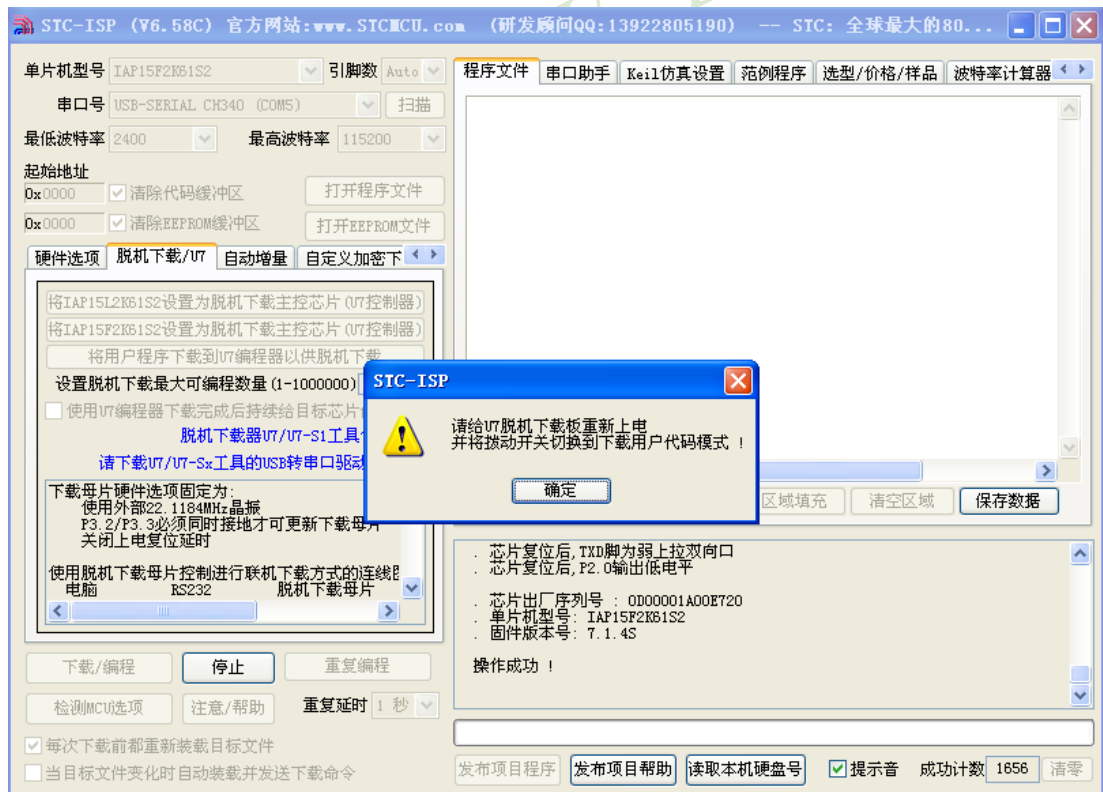 STC-ISP (V6.58C) 官方网站:www.STCMCU.com (研发顾问QQ:13922805190) -- STC: 全球最大的80...
单片机型号 IAP15F2K61S2 引脚数 Auto
串口号 USB-SERIAL CH340 (COM5) 扫描
最低波特率 2400 最高波特率 115200
起始地址
0x0000 清除代码缓冲区 打开程序文件
0x0000 清除EEPROM缓冲区 打开EEPROM文件
硬件选项 脱机下载/U7 自动增量 自定义加密下
将IAP15L2K61S2设置为脱机下载主控芯片(U7控制器)
将IAP15F2K61S2设置为脱机下载主控芯片(U7控制器)
将用户程序下载到U7编程器以供脱机下载
设置脱机下载最大可编程数量(1-1000000)
使用U7编程器下载完成后持续给目标芯片
脱机下载器U7/U7-S1工具
请下载U7/U7-Sx工具的USB转串口驱动
下载母片硬件选项固定为:
使用外部22.1184MHz晶振
P3.2/P3.3必须同时接地才可更新下载母片
关闭上电复位延时
使用脱机下载母片控制进行联机下载方式的连线
电脑 RS232 脱机下载母片
下载/编程 停止 重复编程
检测MCU选项 注意/帮助 重复延时 1 秒
每次下载前都重新装载目标文件
当目标文件变化时自动装载并发送下载命令
程序文件 串口助手 Keil仿真设置 范例程序 选型/价格/样品 波特率计算器
STC-ISP
请给U7脱机下载板重新上电
并将拨动开关切换到下载用户代码模式 !
确定
区域填充 清空区域 保存数据
. 芯片复位后,TXD脚为弱上拉双向口
. 芯片复位后,P2.0输出低电平
. 芯片出厂序列号 : 0D00001A00E720
. 单片机型号: IAP15F2K61S2
. 固件版本号: 7.1.4S
操作成功 !
发布项目程序 发布项目帮助 读取本机硬盘号 提示音 成功计数 1656 清零